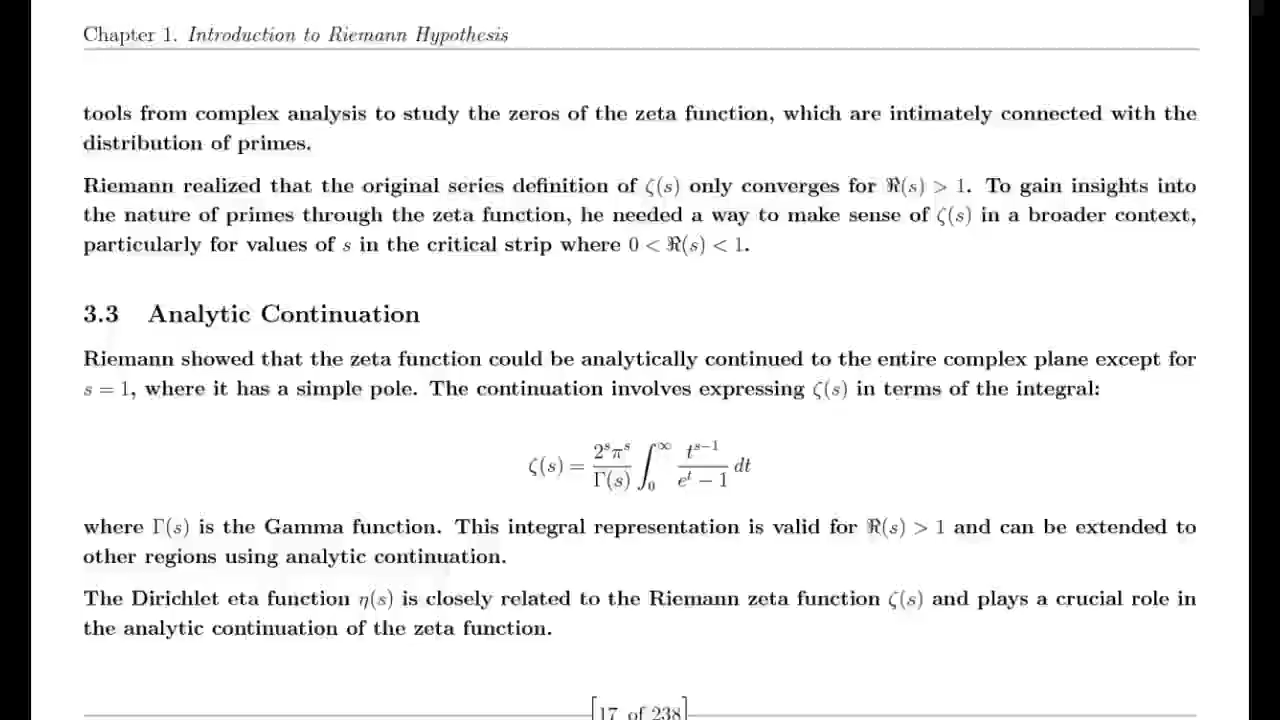 Chapter 1. Introduction to Riemann Hypothesis
tools from complex analysis to study the zeros of the zeta function, which are intimately connected with the
distribution of primes.
Riemann realized that the original series definition of ζ(s) only converges for ℜ(s) > 1. To gain insights into
the nature of primes through the zeta function, he needed a way to make sense of ζ(s) in a broader context,
particularly for values of s in the critical strip where 0 < ℜ(s) < 1.
3.3 Analytic Continuation
Riemann showed that the zeta function could be analytically continued to the entire complex plane except for
s = 1, where it has a simple pole. The continuation involves expressing ζ(s) in terms of the integral:
ζ(s) = \frac{2^s π^s}{Γ(s)} ∫_0^∞ \frac{t^{s−1}}{e^t − 1} dt
where Γ(s) is the Gamma function. This integral representation is valid for ℜ(s) > 1 and can be extended to
other regions using analytic continuation.
The Dirichlet eta function η(s) is closely related to the Riemann zeta function ζ(s) and plays a crucial role in
the analytic continuation of the zeta function.
[17 of 238]